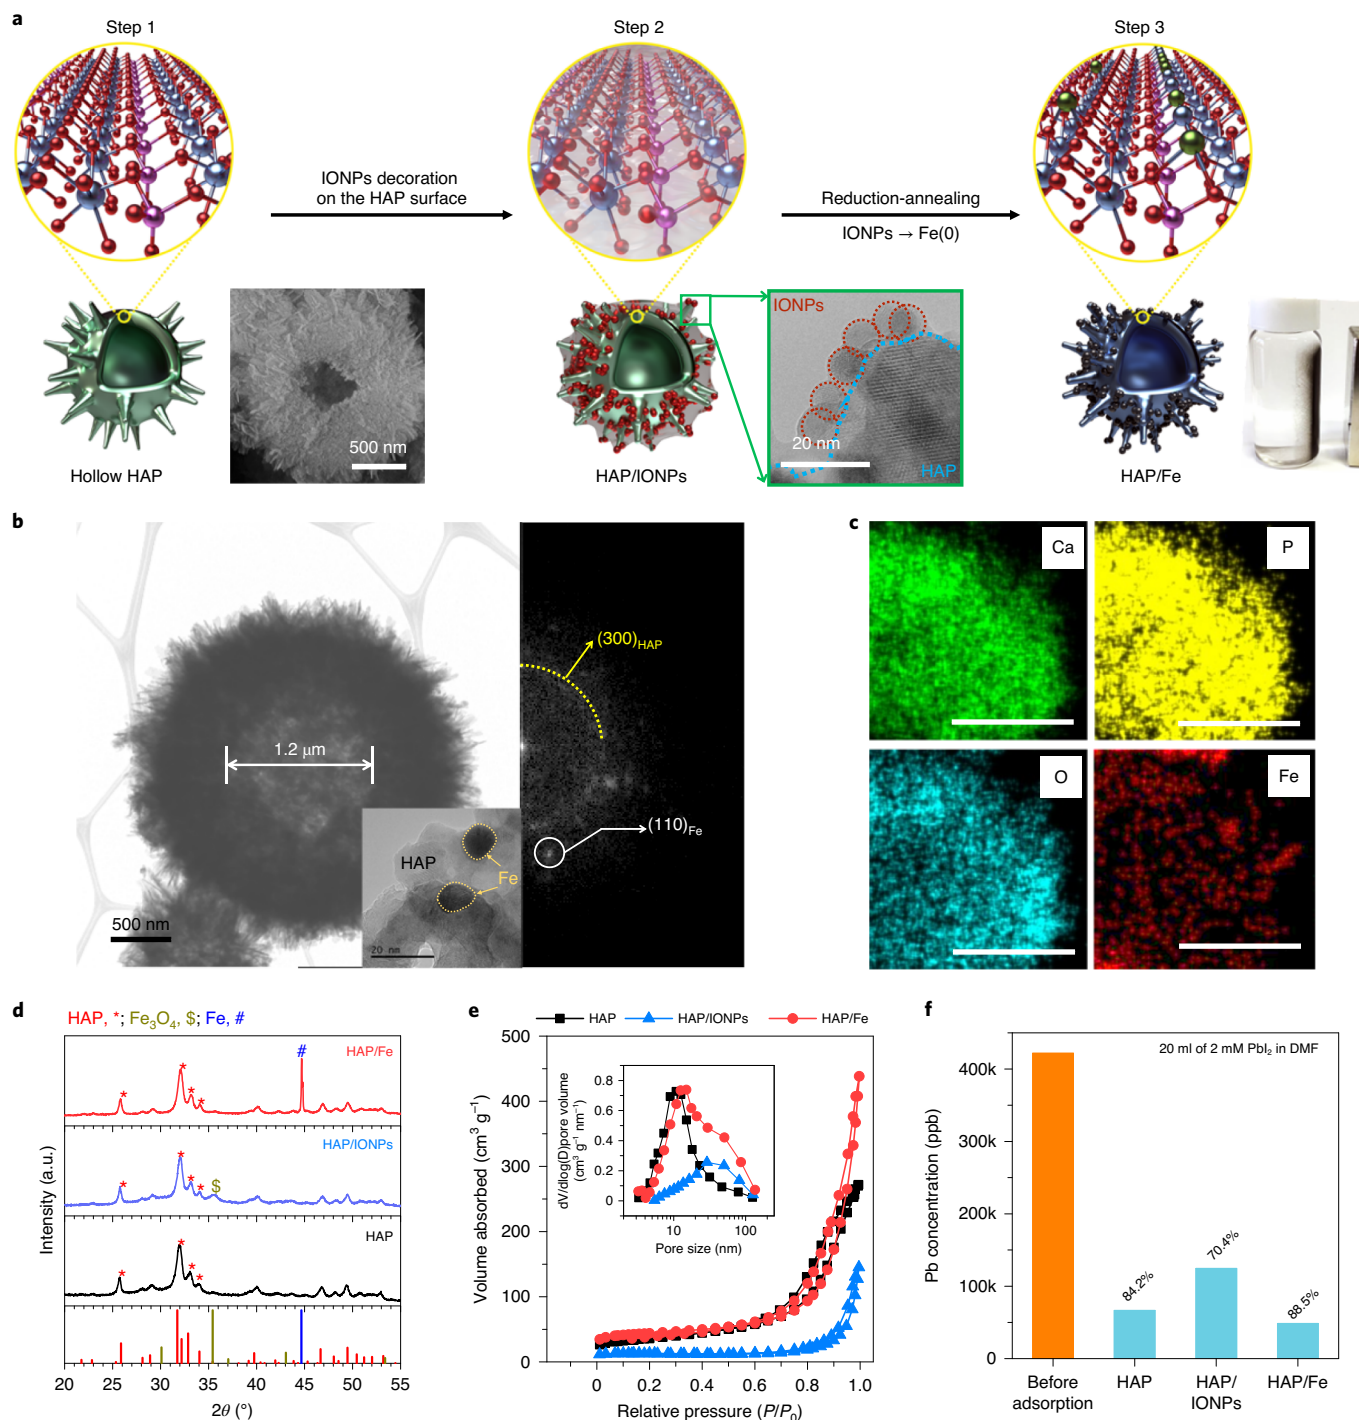 a
Step 1
Step 2
Step 3
IONPs decoration
on the HAP surface
Reduction-annealing
IONPs → Fe(0)
500 nm
IONPs
20 nm
HAP
Hollow HAP
HAP/IONPs
HAP/Fe
b
1.2 μm
500 nm
HAP
Fe
20 nm
(300)HAP
(110)Fe
c
Ca
P
O
Fe
d
HAP, *; Fe₃O₄, $; Fe, #
HAP/Fe
* * * * #
HAP/IONPs
* * * * $
HAP
* * * *
Intensity (a.u.)
20 25 30 35 40 45 50 55
2θ (°)
e
HAP
HAP/IONPs
HAP/Fe
Volume absorbed (cm³ g⁻¹)
500
400
300
200
100
0
dV/dlog(D)pore volume
(cm³ g⁻¹ nm⁻¹)
0.8
0.6
0.4
0.2
0
10 100
Pore size (nm)
0 0.2 0.4 0.6 0.8 1.0
Relative pressure (P/P₀)
f
20 ml of 2 mM PbI₂ in DMF
Pb concentration (ppb)
400k
300k
200k
100k
0
84.2%
70.4%
88.5%
Before
adsorption
HAP
HAP/
IONPs
HAP/Fe